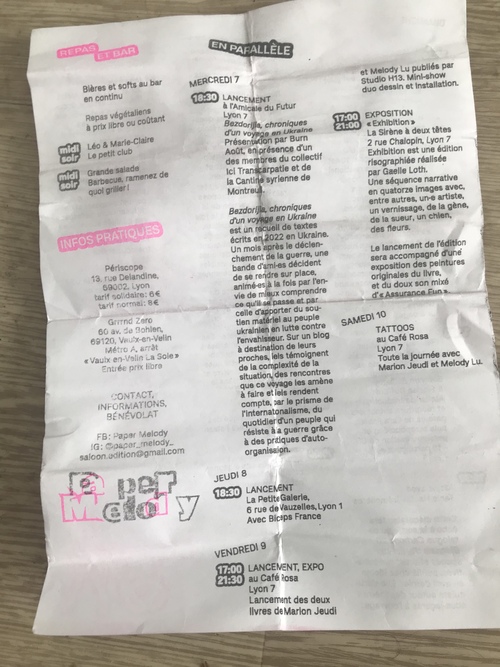 REPAS ET BAR
Bières et softs au bar
en continu
Repas végétaliens
à prix libre ou coûtant
midi
soir
Léo & Marie-Claire
Le petit club
midi
soir
Grande salade
Barbecue, ramenez de
quoi griller !
INFOS PRATIQUES
Périscope
13, rue Delandine,
69002, Lyon
tarif solidaire: 6€
tarif normal: 8€
Grrrnd Zero
60 av. de Bohlen,
69120, Vaulx-en-Velin
Métro A, arrêt
« Vaulx-en-Velin La Soie »
Entrée prix libre
CONTACT,
INFORMATIONS,
BÉNÉVOLAT
FB: Paper Melody
IG: @paper_melody_
saloon.edition@gmail.com
Paper
Melody
EN PARALLÈLE
MERCREDI 7
18:30 LANCEMENT
à l'Amicale du Futur
Lyon 7
Bezdorijia, chroniques
d'un voyage en Ukraine
Présentation par Burn
Août, en présence d'un
des membres du collectif
Ici Transcarpatie et de
la Cantine syrienne de
Montreuil.
Bezdorijia, chroniques
d'un voyage en Ukraine
est un recueil de textes
écrits en 2022 en Ukraine.
Un mois après le déclen-
chement de la guerre, une
bande d'ami·es décident
de se rendre sur place,
animé·es à la fois par l'en-
vie de mieux comprendre
ce qu'il se passe et par
celle d'apporter du sou-
tien matériel au peuple
ukrainien en lutte contre
l'envahisseur. Sur un blog
à destination de leurs
proches, iels témoignent
de la complexité de la
situation, des rencontres
que ce voyage les amène
à faire et iels rendent
compte, par le prisme de
l'internationalisme, du
quotidien d'un peuple qui
résiste à la guerre grâce
à des pratiques d'auto-
organisaion.
JEUDI 8
18:30 LANCEMENT
La Petite Galerie,
6 rue de Vauzelles, Lyon 1
Avec Biceps France
VENDREDI 9
17:00
21:30
LANCEMENT, EXPO
au Café Rosa
Lyon 7
Lancement des deux
livres de Marion Jeudi
et Melody Lu publiés par
Studio H13. Mini-show
duo dessin et installation.
17:00
21:00
EXPOSITION
« Exhibition »
La Sirène à deux têtes
2 rue Chalopin, Lyon 7
Exhibition est une édition
risographiée réalisée
par Gaelle Loth.
Une séquence narrative
en quatorze images avec,
entre autres, un·e artiste,
un vernissage, de la gêne,
de la sueur, un chien,
des fleurs.
Le lancement de l'édition
sera accompagné d'une
exposition des peintures
originales du livre,
et du doux son mixé
d'« Assurance Fun »
SAMEDI 10
TATTOOS
au Café Rosa
Lyon 7
Toute la journée avec
Marion Jeudi et Melody Lu.